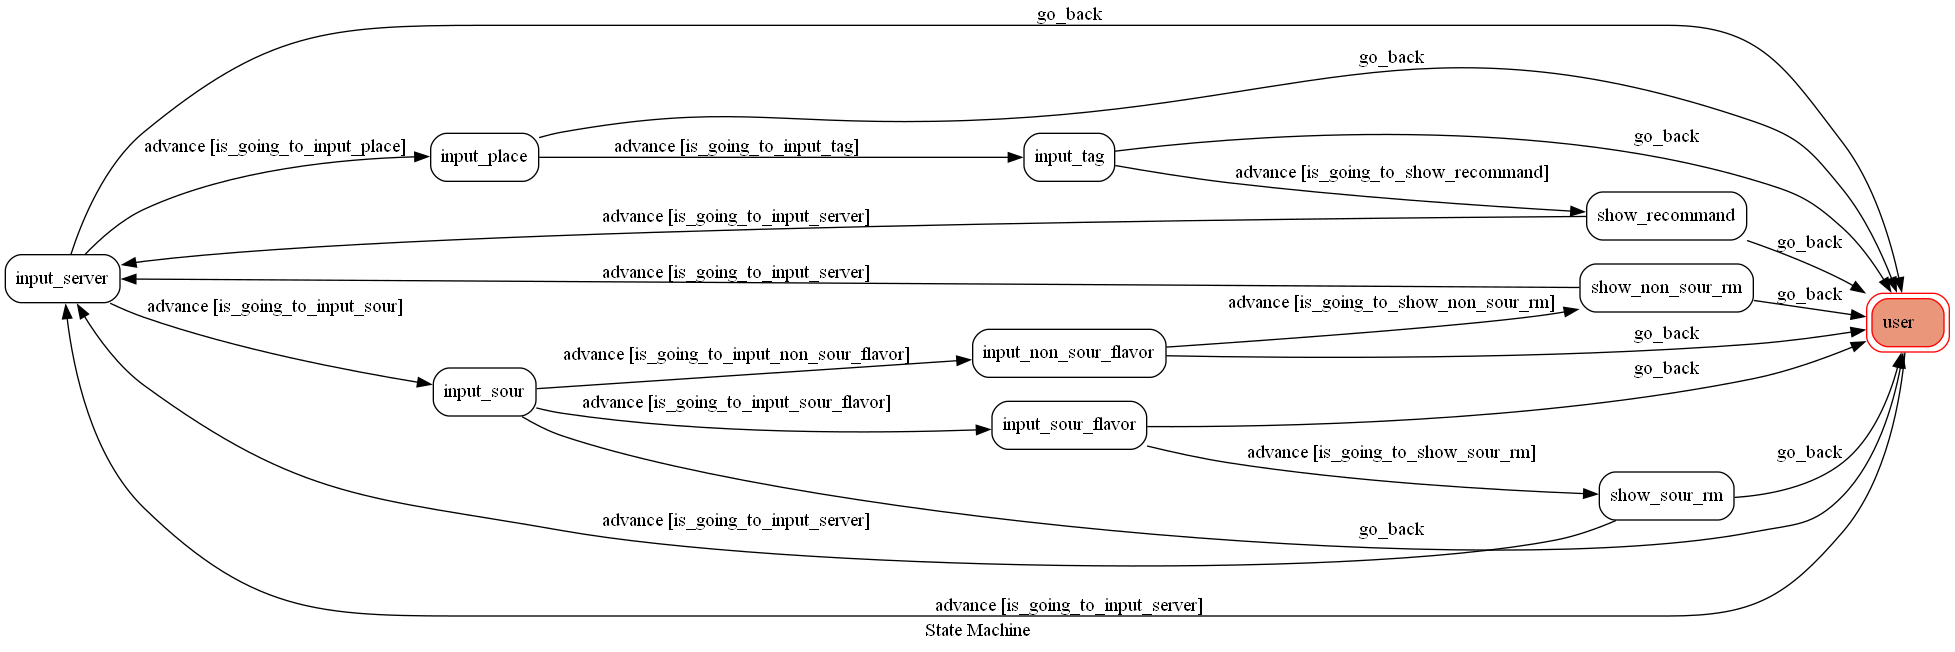 go_back
go_back
go_back
advance [is_going_to_input_place]
advance [is_going_to_input_tag]
input_place
input_tag
advance [is_going_to_show_recommand]
advance [is_going_to_input_server]
show_recommand
go_back
input_server
advance [is_going_to_input_server]
show_non_sour_rm
go_back
advance [is_going_to_input_sour]
advance [is_going_to_show_non_sour_rm]
user
go_back
advance [is_going_to_input_non_sour_flavor]
input_non_sour_flavor
go_back
input_sour
advance [is_going_to_input_sour_flavor]
input_sour_flavor
advance [is_going_to_show_sour_rm]
go_back
show_sour_rm
advance [is_going_to_input_server]
go_back
advance [is_going_to_input_server]
State Machine